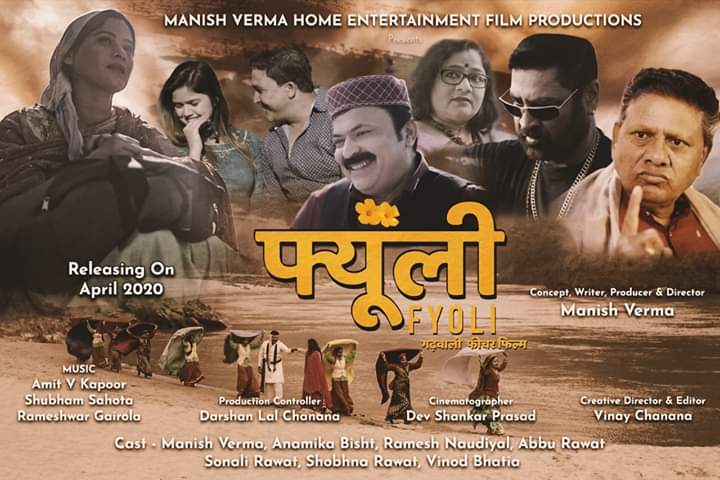 MANISH VERMA HOME ENTERTAINMENT FILM PRODUCTIONS
Presents
फ्यूँली
FYOLI
गढ़वाली फीचर फिल्म
Releasing On
April 2020
Concept, Writer, Producer & Director
Manish Verma
MUSIC
Amit V Kapoor
Shubham Sahota
Rameshwar Gairola
Production Controller
Darshan Lal Chanana
Cinematographer
Dev Shankar Prasad
Creative Director & Editor
Vinay Chanana
Cast - Manish Verma, Anamika Bisht, Ramesh Naudiyal, Abbu Rawat
Sonali Rawat, Shobhna Rawat, Vinod Bhatia